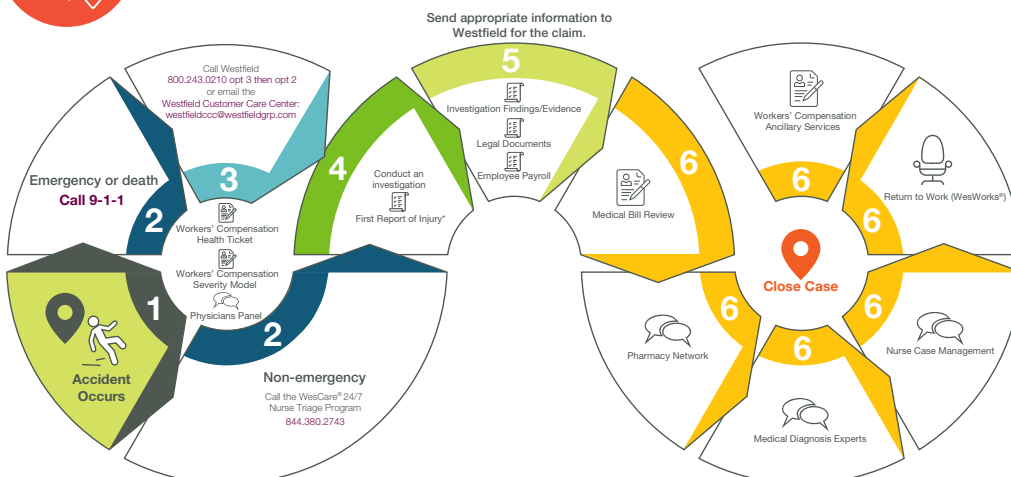 Accident
Occurs
1
Emergency or death
Call 9-1-1
2
Non-emergency
Call the WesCare® 24/7
Nurse Triage Program
844.380.2743
2
Call Westfield
800.243.0210 opt 3 then opt 2
or email the
Westfield Customer Care Center:
westfieldccc@westfieldgrp.com
3
Workers' Compensation
Health Ticket
Workers' Compensation
Severity Model
Physicians Panel
4
Conduct an
investigation
First Report of Injury*
Send appropriate information to
Westfield for the claim.
5
Investigation Findings/Evidence
Legal Documents
Employee Payroll
6
Medical Bill Review
6
Pharmacy Network
6
Medical Diagnosis Experts
6
Nurse Case Management
6
Return to Work (WesWorks®)
6
Workers' Compensation
Ancillary Services
Close Case